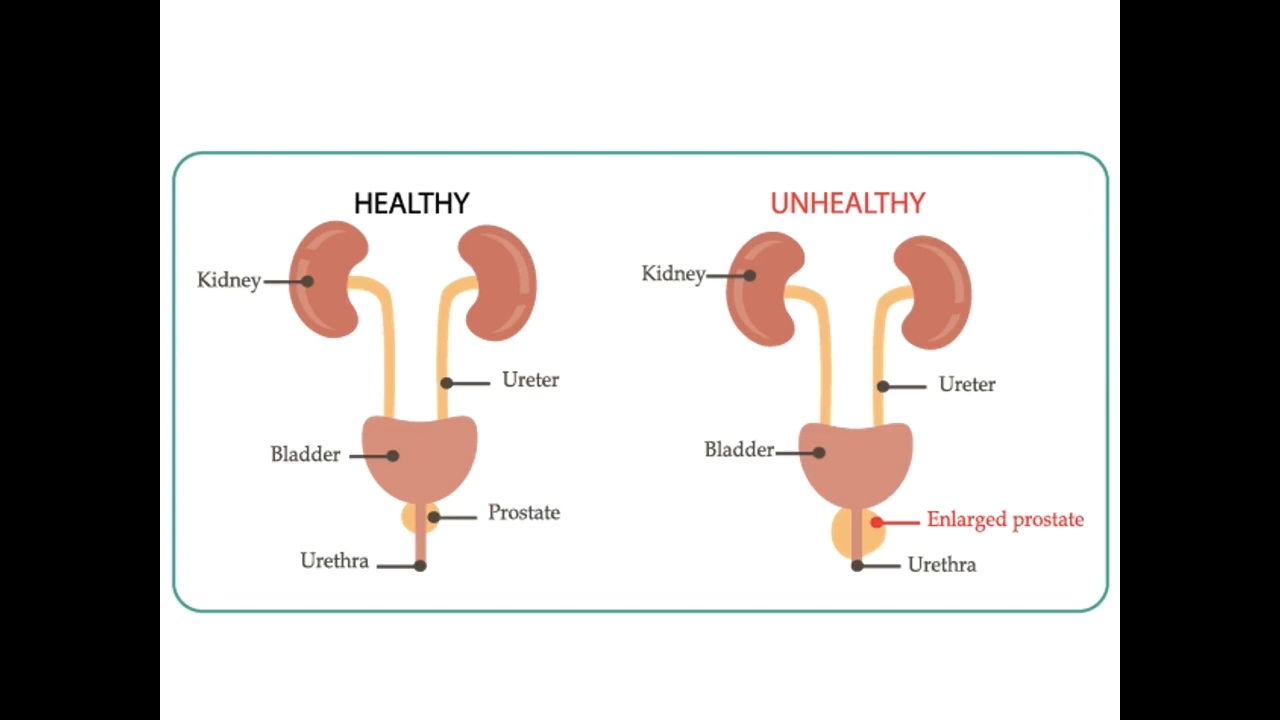 HEALTHY
Kidney
Ureter
Bladder
Prostate
Urethra
UNHEALTHY
Kidney
Ureter
Bladder
Enlarged prostate
Urethra